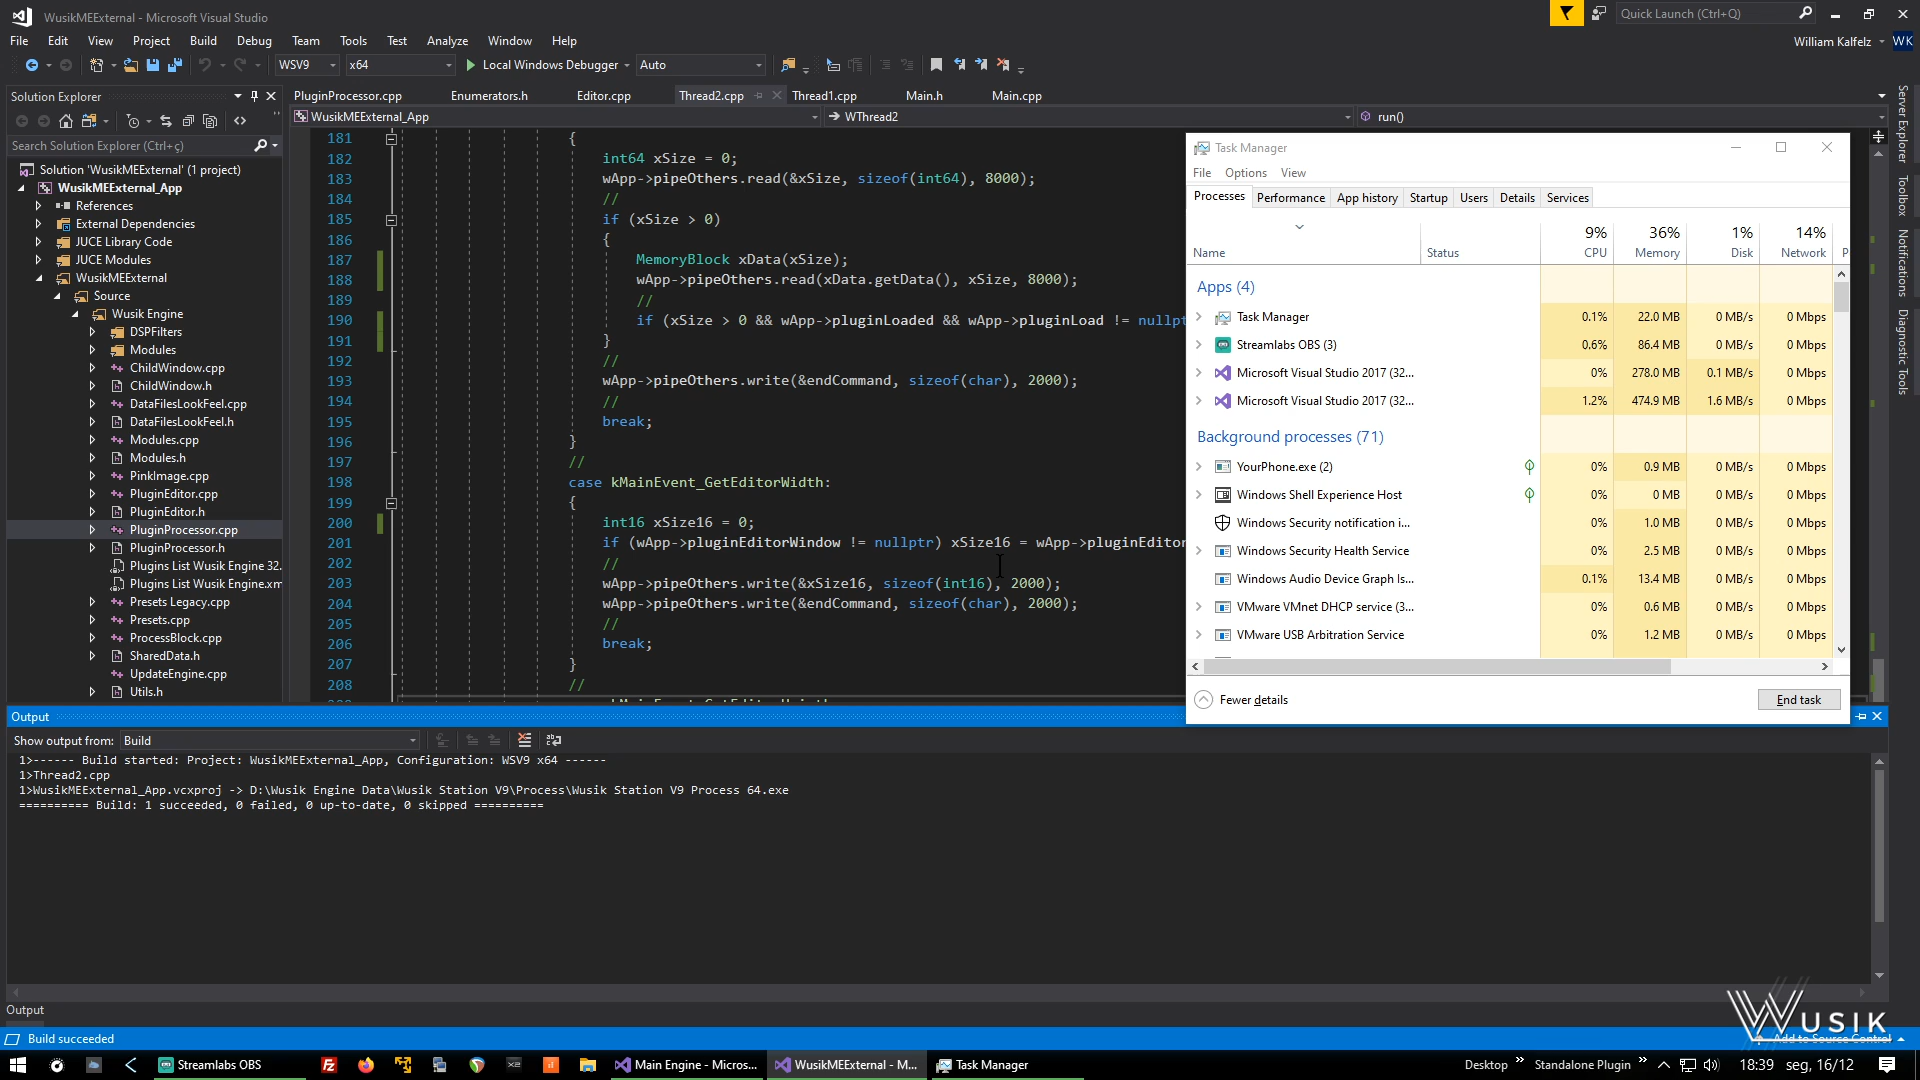 WusikMEExternal - Microsoft Visual Studio
Quick Launch (Ctrl+Q)
File Edit View Project Build Debug Team Tools Test Analyze Window Help
William Kalfelz WK
WSV9 x64 Local Windows Debugger Auto
Solution Explorer
PluginProcessor.cpp Enumerators.h Editor.cpp Thread2.cpp Thread1.cpp Main.h Main.cpp
WusikMEExternal_App WThread2 run()
Search Solution Explorer (Ctrl+ç)
Solution 'WusikMEExternal' (1 project)
WusikMEExternal_App
References
External Dependencies
JUCE Library Code
JUCE Modules
WusikMEExternal
Source
Wusik Engine
DSPFilters
Modules
ChildWindow.cpp
ChildWindow.h
DataFilesLookFeel.cpp
DataFilesLookFeel.h
Modules.cpp
Modules.h
PinkImage.cpp
PluginEditor.cpp
PluginEditor.h
PluginProcessor.cpp
PluginProcessor.h
Plugins List Wusik Engine 32.
Plugins List Wusik Engine.xm
Presets Legacy.cpp
Presets.cpp
ProcessBlock.cpp
SharedData.h
UpdateEngine.cpp
Utils.h
181 {
182 int64 xSize = 0;
183 wApp->pipeOthers.read(&xSize, sizeof(int64), 8000);
184 //
185 if (xSize > 0)
186 {
187 MemoryBlock xData(xSize);
188 wApp->pipeOthers.read(xData.getData(), xSize, 8000);
189 //
190 if (xSize > 0 && wApp->pluginLoaded && wApp->pluginLoad != nullpt
191 }
192 //
193 wApp->pipeOthers.write(&endCommand, sizeof(char), 2000);
194 //
195 break;
196 }
197 //
198 case kMainEvent_GetEditorWidth:
199 {
200 int16 xSize16 = 0;
201 if (wApp->pluginEditorWindow != nullptr) xSize16 = wApp->pluginEditor
202 //
203 wApp->pipeOthers.write(&xSize16, sizeof(int16), 2000);
204 wApp->pipeOthers.write(&endCommand, sizeof(char), 2000);
205 //
206 break;
207 }
208 //
Task Manager
File Options View
Processes Performance App history Startup Users Details Services
9% 36% 1% 14%
Name Status CPU Memory Disk Network P
Apps (4)
Task Manager 0.1% 22.0 MB 0 MB/s 0 Mbps
Streamlabs OBS (3) 0.6% 86.4 MB 0 MB/s 0 Mbps
Microsoft Visual Studio 2017 (32... 0% 278.0 MB 0.1 MB/s 0 Mbps
Microsoft Visual Studio 2017 (32... 1.2% 474.9 MB 1.6 MB/s 0 Mbps
Background processes (71)
YourPhone.exe (2) 0% 0.9 MB 0 MB/s 0 Mbps
Windows Shell Experience Host 0% 0 MB 0 MB/s 0 Mbps
Windows Security notification i... 0% 1.0 MB 0 MB/s 0 Mbps
Windows Security Health Service 0% 2.5 MB 0 MB/s 0 Mbps
Windows Audio Device Graph Is... 0.1% 13.4 MB 0 MB/s 0 Mbps
VMware VMnet DHCP service (3... 0% 0.6 MB 0 MB/s 0 Mbps
VMware USB Arbitration Service 0% 1.2 MB 0 MB/s 0 Mbps
Fewer details End task
Server Explorer
Toolbox
Notifications
Diagnostic Tools
Output
Show output from: Build
1>------ Build started: Project: WusikMEExternal_App, Configuration: WSV9 x64 ------
1>Thread2.cpp
1>WusikMEExternal_App.vcxproj -> D:\Wusik Engine Data\Wusik Station V9\Process\Wusik Station V9 Process 64.exe
========== Build: 1 succeeded, 0 failed, 0 up-to-date, 0 skipped ==========
Output
WUSIK
Build succeeded
Add to Source Control
Streamlabs OBS Main Engine - Micros... WusikMEExternal - M... Task Manager Desktop Standalone Plugin 18:39 seg, 16/12